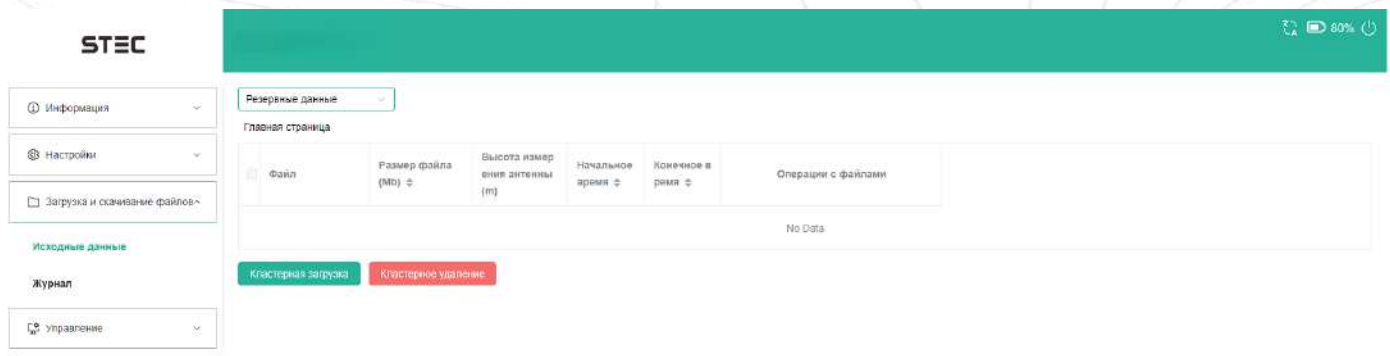 STEC
80%
Информация
Настройки
Загрузка и скачивание файлов
Исходные данные
Журнал
Управление
Резервные данные
Главная страница
Файл
Размер файла
(Mb)
Высота измер
ения антенны
(m)
Начальное
время
Конечное в
ремя
Операции с файлами
No Data
Кластерная загрузка
Кластерное удаление